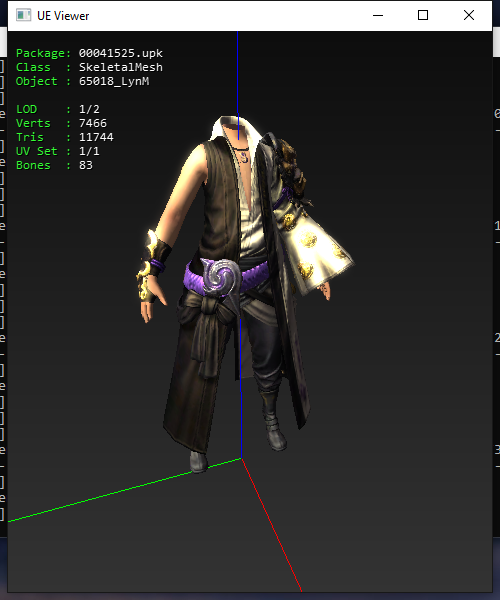 UE Viewer
Package: 00041525.upk
Class : SkeletalMesh
Object : 65018_LynM
LOD : 1/2
Verts : 7466
Tris : 11744
UV Set : 1/1
Bones : 83